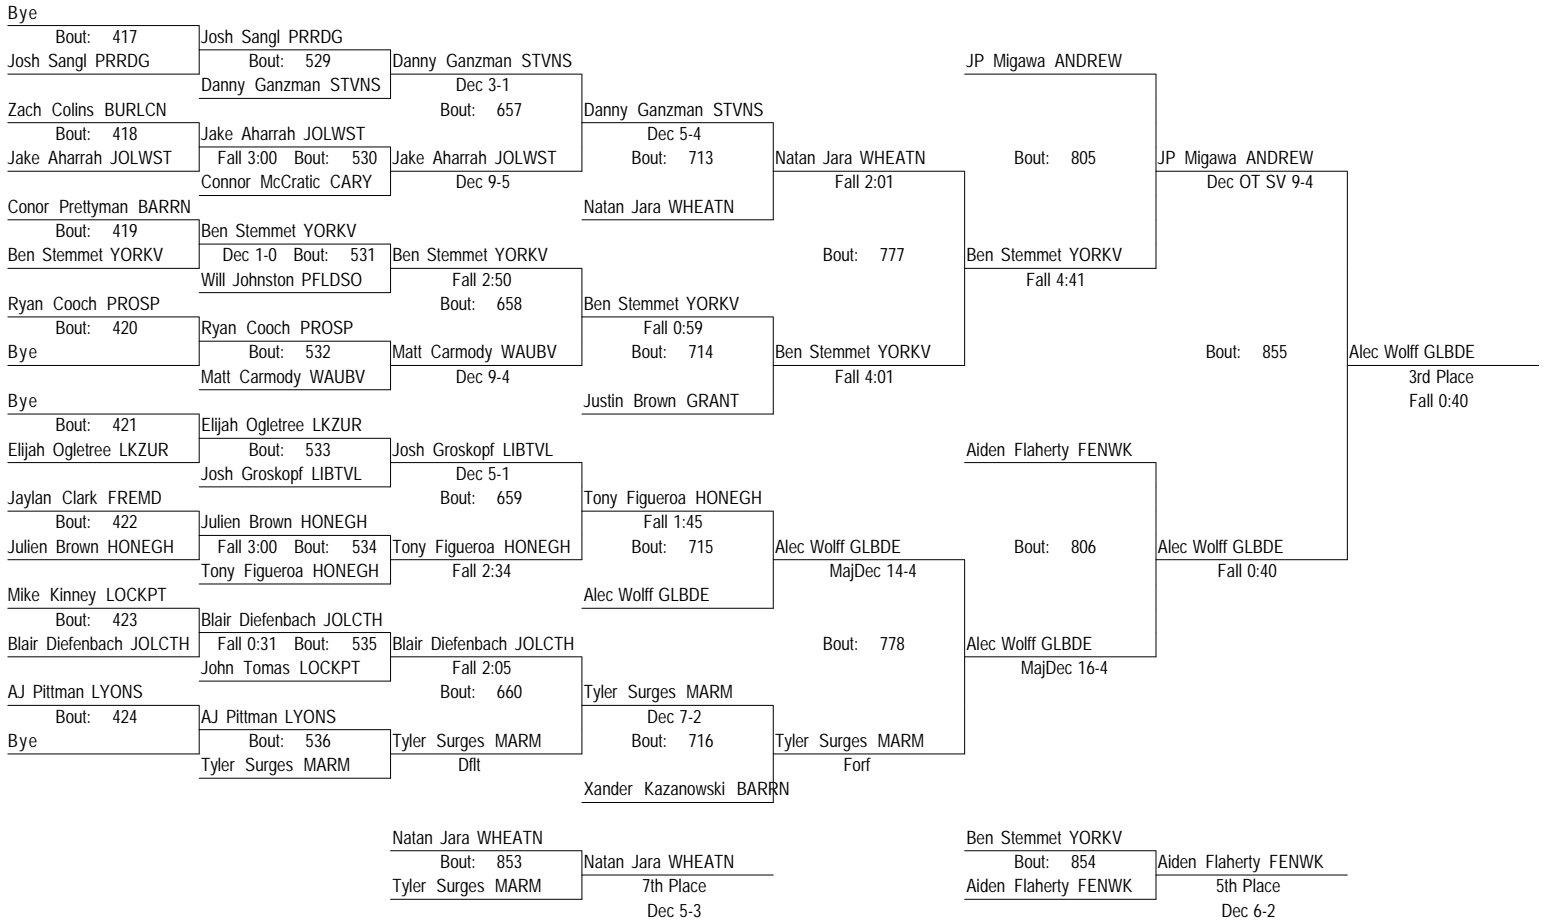 Bye
Bout: 417
Josh Sangl PRRDG
Zach Colins BURLCN
Bout: 418
Jake Aharrah JOLWST
Conor Prettyman BARRN
Bout: 419
Ben Stemmet YORKV
Ryan Cooch PROSP
Bout: 420
Bye
Bye
Bout: 421
Elijah Ogletree LKZUR
Jaylan Clark FREMD
Bout: 422
Julien Brown HONEGH
Mike Kinney LOCKPT
Bout: 423
Blair Diefenbach JOLCTH
AJ Pittman LYONS
Bout: 424
Bye
Josh Sangl PRRDG
Bout: 529
Danny Ganzman STVNS
Jake Aharrah JOLWST
Fall 3:00 Bout: 530
Connor McCratic CARY
Ben Stemmet YORKV
Dec 1-0 Bout: 531
Will Johnston PFLDSO
Ryan Cooch PROSP
Bout: 532
Matt Carmody WAUBV
Elijah Ogletree LKZUR
Bout: 533
Josh Groskopf LIBTVL
Julien Brown HONEGH
Fall 3:00 Bout: 534
Tony Figueroa HONEGH
Blair Diefenbach JOLCTH
Fall 0:31 Bout: 535
John Tomas LOCKPT
AJ Pittman LYONS
Bout: 536
Tyler Surges MARM
Danny Ganzman STVNS
Dec 3-1
Bout: 657
Jake Aharrah JOLWST
Dec 9-5
Ben Stemmet YORKV
Fall 2:50
Bout: 658
Matt Carmody WAUBV
Dec 9-4
Josh Groskopf LIBTVL
Dec 5-1
Bout: 659
Tony Figueroa HONEGH
Fall 2:34
Blair Diefenbach JOLCTH
Fall 2:05
Bout: 660
Tyler Surges MARM
Dflt
Danny Ganzman STVNS
Dec 5-4
Bout: 713
Natan Jara WHEATN
Ben Stemmet YORKV
Fall 0:59
Bout: 714
Justin Brown GRANT
Tony Figueroa HONEGH
Fall 1:45
Bout: 715
Alec Wolff GLBDE
Tyler Surges MARM
Dec 7-2
Bout: 716
Xander Kazanowski BARRN
Natan Jara WHEATN
Fall 2:01
Bout: 777
Ben Stemmet YORKV
Fall 4:01
Alec Wolff GLBDE
MajDec 14-4
Bout: 778
Tyler Surges MARM
Forf
JP Migawa ANDREW
Bout: 805
Ben Stemmet YORKV
Fall 4:41
Aiden Flaherty FENWK
Bout: 806
Alec Wolff GLBDE
MajDec 16-4
JP Migawa ANDREW
Dec OT SV 9-4
Bout: 855
Alec Wolff GLBDE
Fall 0:40
Alec Wolff GLBDE
3rd Place
Fall 0:40
Natan Jara WHEATN
Bout: 853
Tyler Surges MARM
Natan Jara WHEATN
7th Place
Dec 5-3
Ben Stemmet YORKV
Bout: 854
Aiden Flaherty FENWK
Aiden Flaherty FENWK
5th Place
Dec 6-2